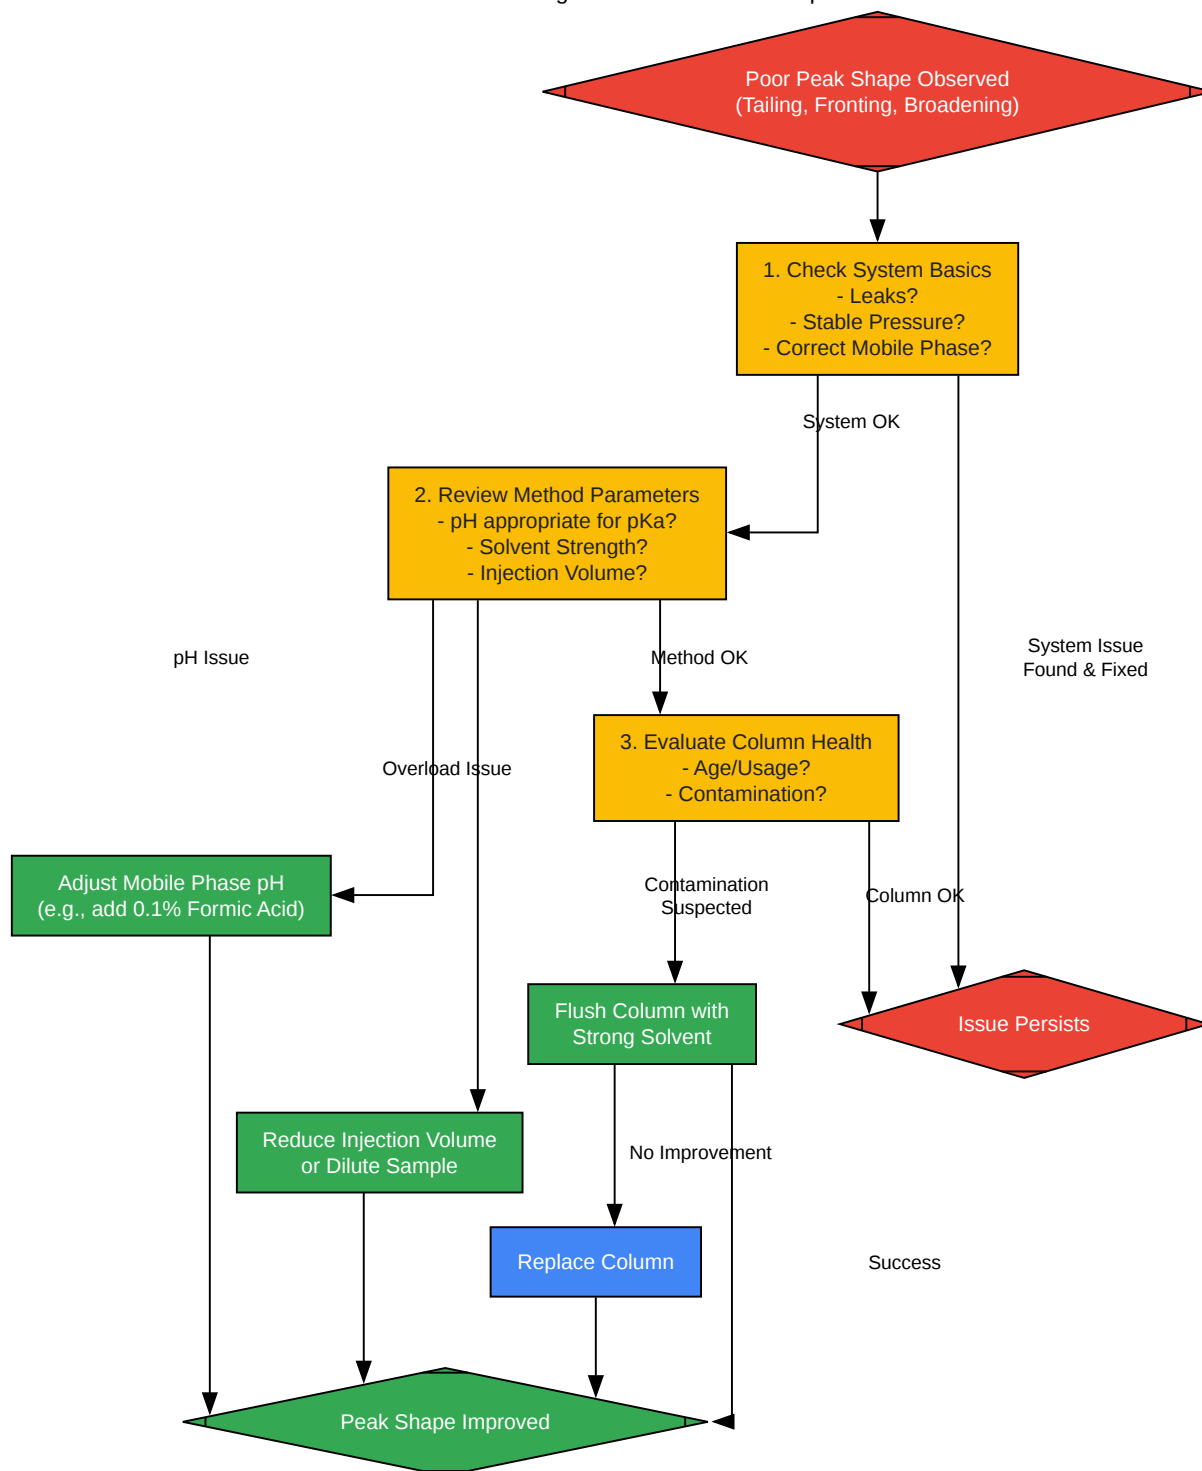 Poor Peak Shape Observed
(Tailing, Fronting, Broadening)
1. Check System Basics
- Leaks?
- Stable Pressure?
- Correct Mobile Phase?
System OK
2. Review Method Parameters
- pH appropriate for pKa?
- Solvent Strength?
- Injection Volume?
pH Issue
Method OK
System Issue
Found & Fixed
3. Evaluate Column Health
- Age/Usage?
- Contamination?
Overload Issue
Adjust Mobile Phase pH
(e.g., add 0.1% Formic Acid)
Contamination
Suspected
Column OK
Flush Column with
Strong Solvent
Issue Persists
Reduce Injection Volume
or Dilute Sample
No Improvement
Replace Column
Success
Peak Shape Improved